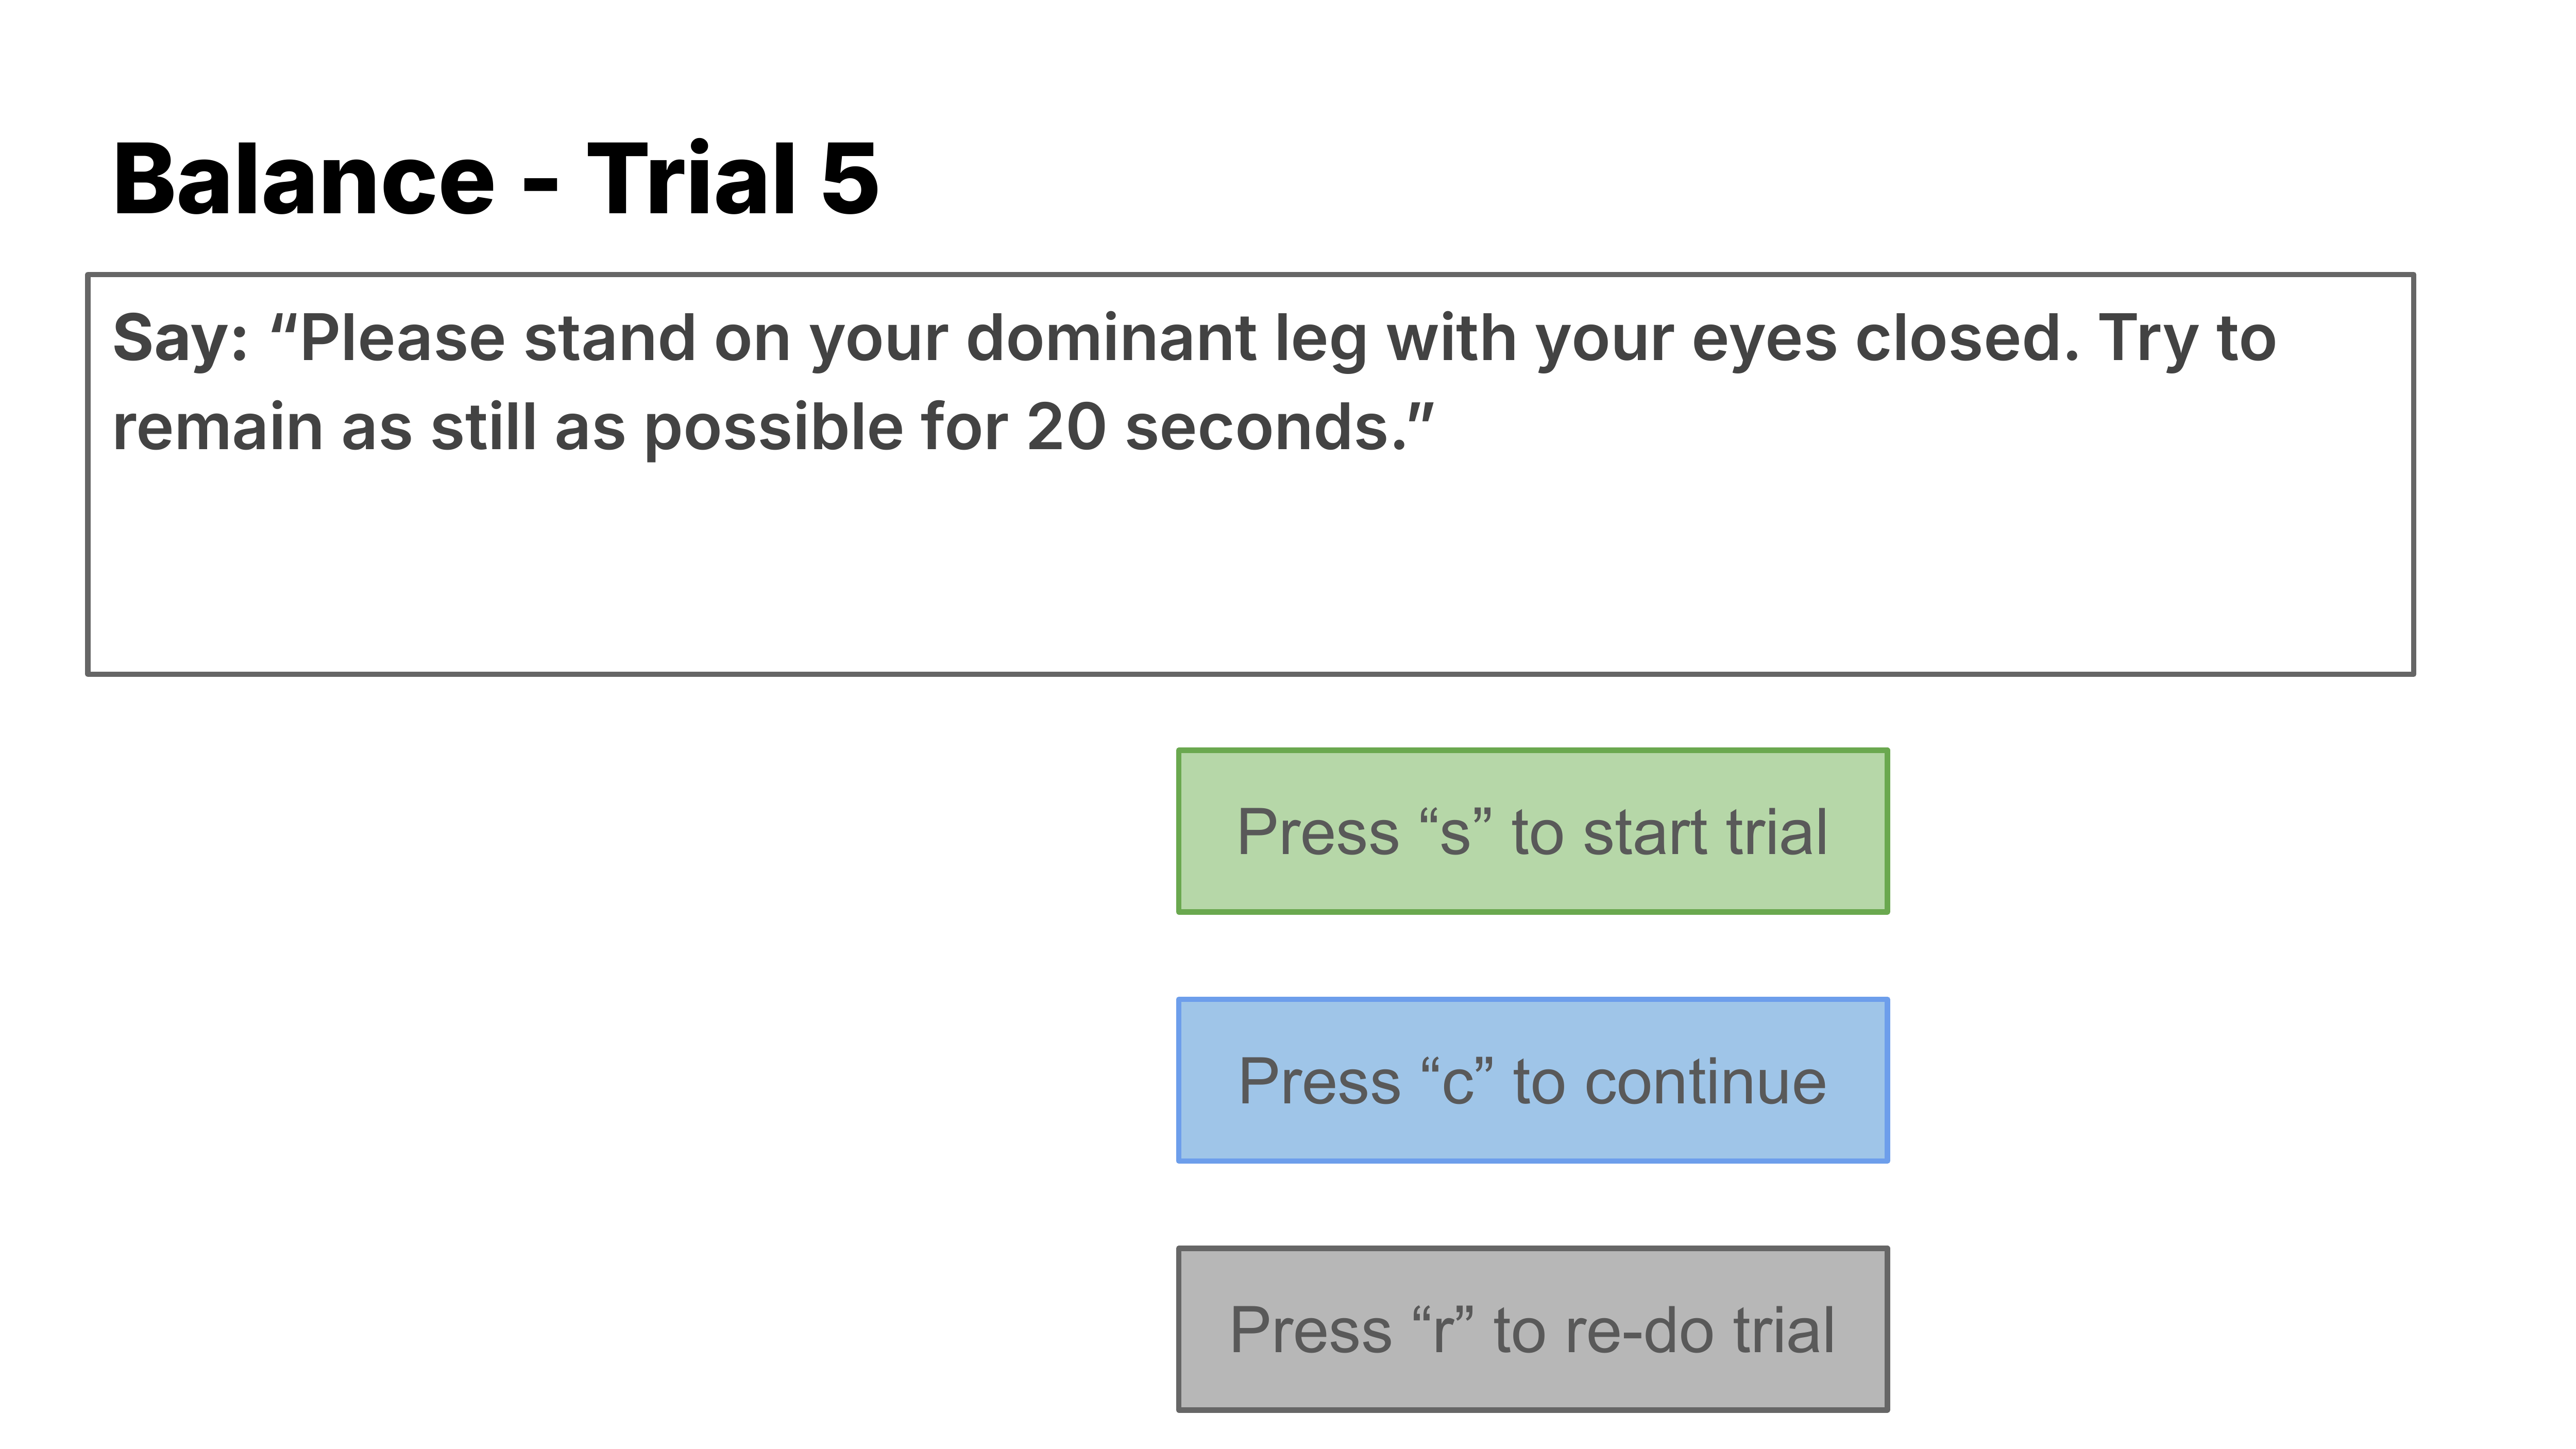 Balance - Trial 5
Say: “Please stand on your dominant leg with your eyes closed. Try to
remain as still as possible for 20 seconds.”
Press “s” to start trial
Press “c” to continue
Press “r” to re-do trial